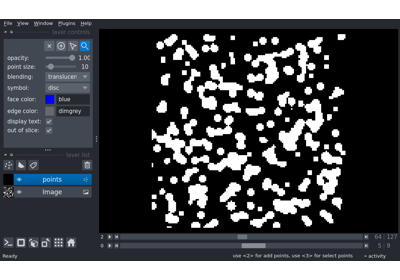 File View Window Plugins Help
layer controls
opacity: 1.00
point size: 10
blending: translucen
symbol: disc
face color: blue
edge color: dimgrey
display text:
out of slice:
layer list
points
Image
2 64 127
0 5 9
Ready use <2> for add points, use <3> for select points activity